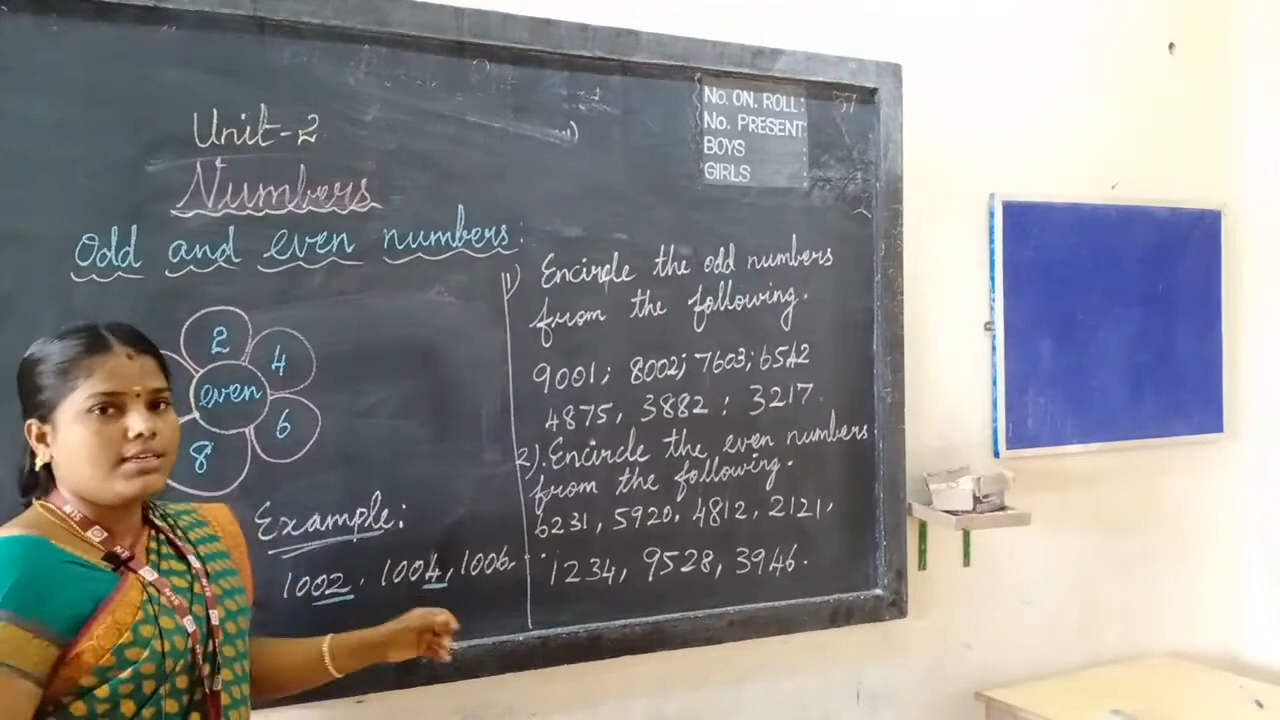 Unit-2
Numbers
Odd and even numbers:
2
4
even
6
8
Example:
1002, 1004, 1006,
No. ON. ROLL: 37
No. PRESENT:
BOYS :
GIRLS :
1) Encircle the odd numbers
from the following.
9001; 8002; 7603; 6542
4875, 3882; 3217.
2). Encircle the even numbers
from the following.
6231, 5920, 4812, 2121,
1234, 9528, 3946.
SLN